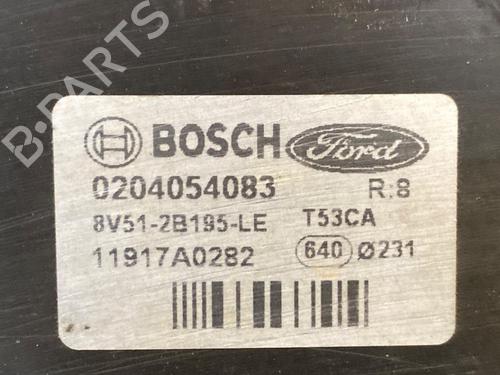 B-PARTS
BOSCH Ford
0204054083 R:8
8V51-2B195-LE T53CA
11917A0282 640 Ø231